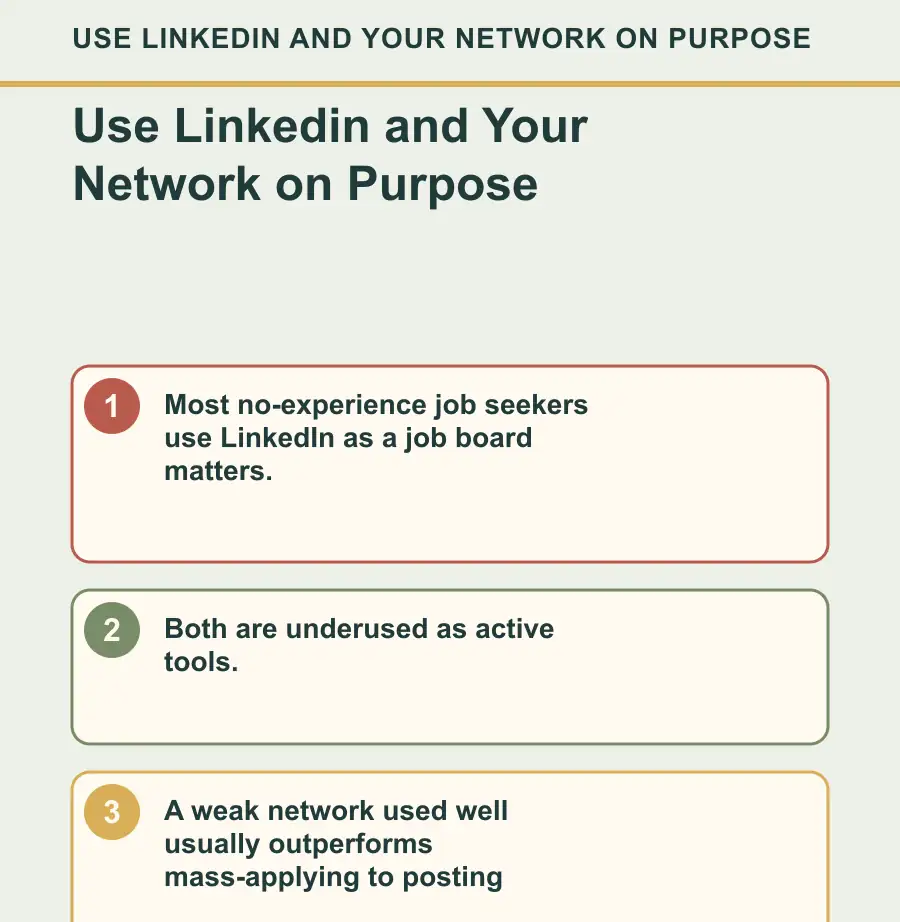 USE LINKEDIN AND YOUR NETWORK ON PURPOSE
Use Linkedin and Your
Network on Purpose
1
Most no-experience job seekers
use LinkedIn as a job board
matters.
2
Both are underused as active
tools.
3
A weak network used well
usually outperforms
mass-applying to posting